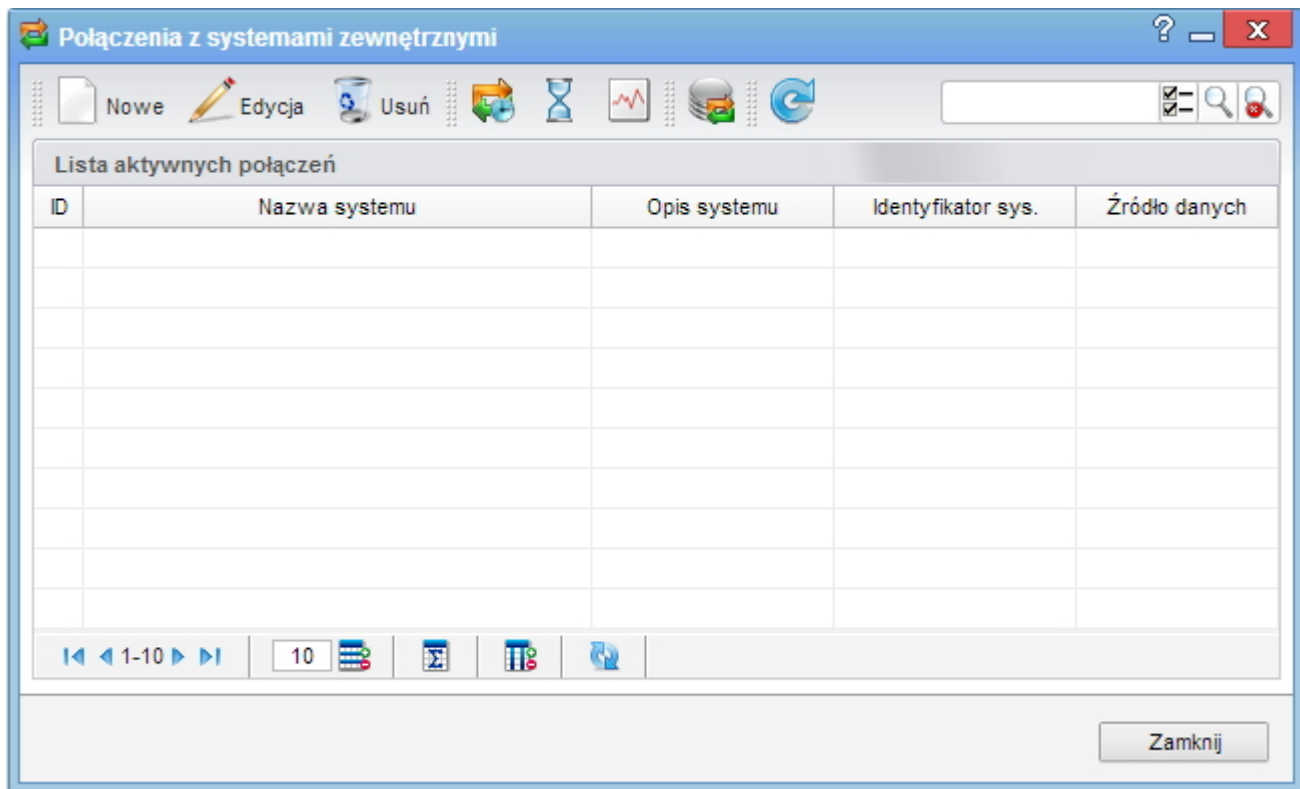 Połączenia z systemami zewnętrznymi
Nowe Edycja Usuń
Lista aktywnych połączeń
ID Nazwa systemu Opis systemu Identyfikator sys. Źródło danych
1-10 10
Zamknij